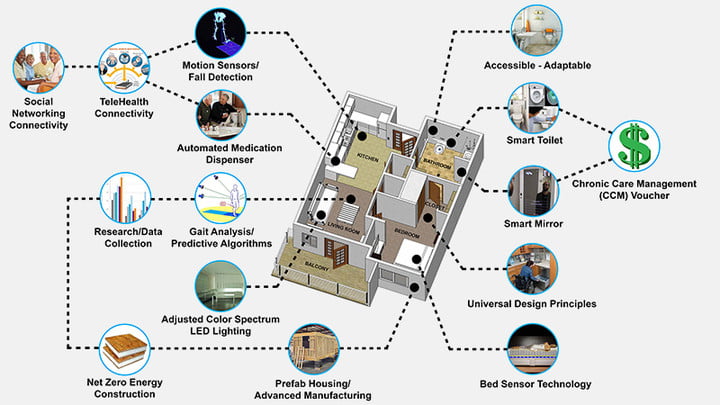 Motion Sensors/
Fall Detection
Accessible - Adaptable
Social
Networking
Connectivity
TeleHealth
Connectivity
Automated Medication
Dispenser
Smart Toilet
KITCHEN
BATHROOM
Chronic Care Management
(CCM) Voucher
Research/Data
Collection
Gait Analysis/
Predictive Algorithms
CLOSET
LIVING ROOM
BEDROOM
Smart Mirror
BALCONY
Adjusted Color Spectrum
LED Lighting
Universal Design Principles
Net Zero Energy
Construction
Prefab Housing/
Advanced Manufacturing
Bed Sensor Technology